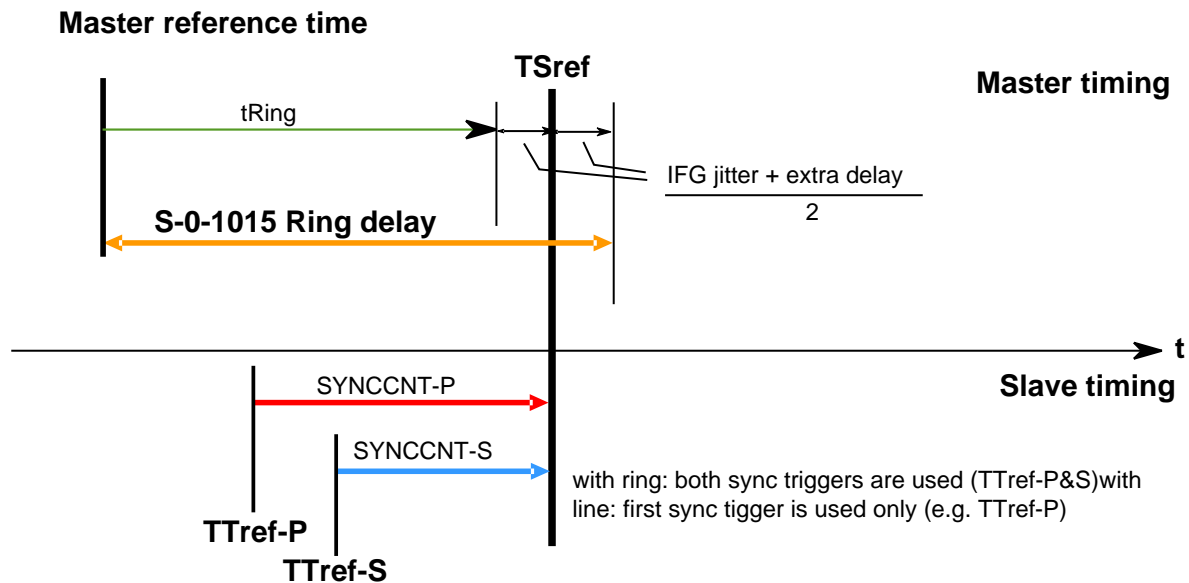 Master reference time
TSref
Master timing
tRing
IFG jitter + extra delay
2
S-0-1015 Ring delay
t
SYNCCNT-P
Slave timing
SYNCCNT-S
with ring: both sync triggers are used (TTref-P&S)with
line: first sync tigger is used only (e.g. TTref-P)
TTref-P
TTref-S